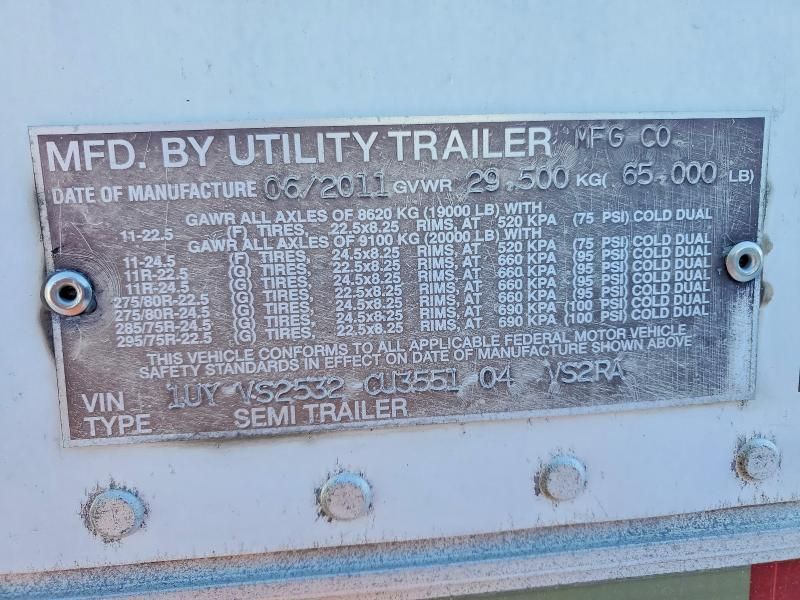 MFD. BY UTILITY TRAILER MFG CO
DATE OF MANUFACTURE 06/2011 GVWR 29.500 KG( 65.000 LB)
GAWR ALL AXLES OF 8620 KG (19000 LB) WITH
11-22.5 (F) TIRES, 22.5x8.25 RIMS, AT 520 KPA (75 PSI) COLD DUAL
GAWR ALL AXLES OF 9100 KG (20000 LB) WITH
11-24.5 (F) TIRES, 24.5x8.25 RIMS, AT 520 KPA (75 PSI) COLD DUAL
11R-22.5 (G) TIRES, 22.5x8.25 RIMS, AT 660 KPA (95 PSI) COLD DUAL
11R-24.5 (G) TIRES, 24.5x8.25 RIMS, AT 660 KPA (95 PSI) COLD DUAL
275/80R-22.5 (G) TIRES, 22.5x8.25 RIMS, AT 660 KPA (95 PSI) COLD DUAL
275/80R-24.5 (G) TIRES, 24.5x8.25 RIMS, AT 660 KPA (95 PSI) COLD DUAL
285/75R-24.5 (G) TIRES, 24.5x8.25 RIMS, AT 690 KPA (100 PSI) COLD DUAL
295/75R-22.5 (G) TIRES, 22.5x8.25 RIMS, AT 690 KPA (100 PSI) COLD DUAL
THIS VEHICLE CONFORMS TO ALL APPLICABLE FEDERAL MOTOR VEHICLE
SAFETY STANDARDS IN EFFECT ON DATE OF MANUFACTURE SHOWN ABOVE
VIN 1UY VS2532 CU3551 04 VS2RA
TYPE SEMI TRAILER